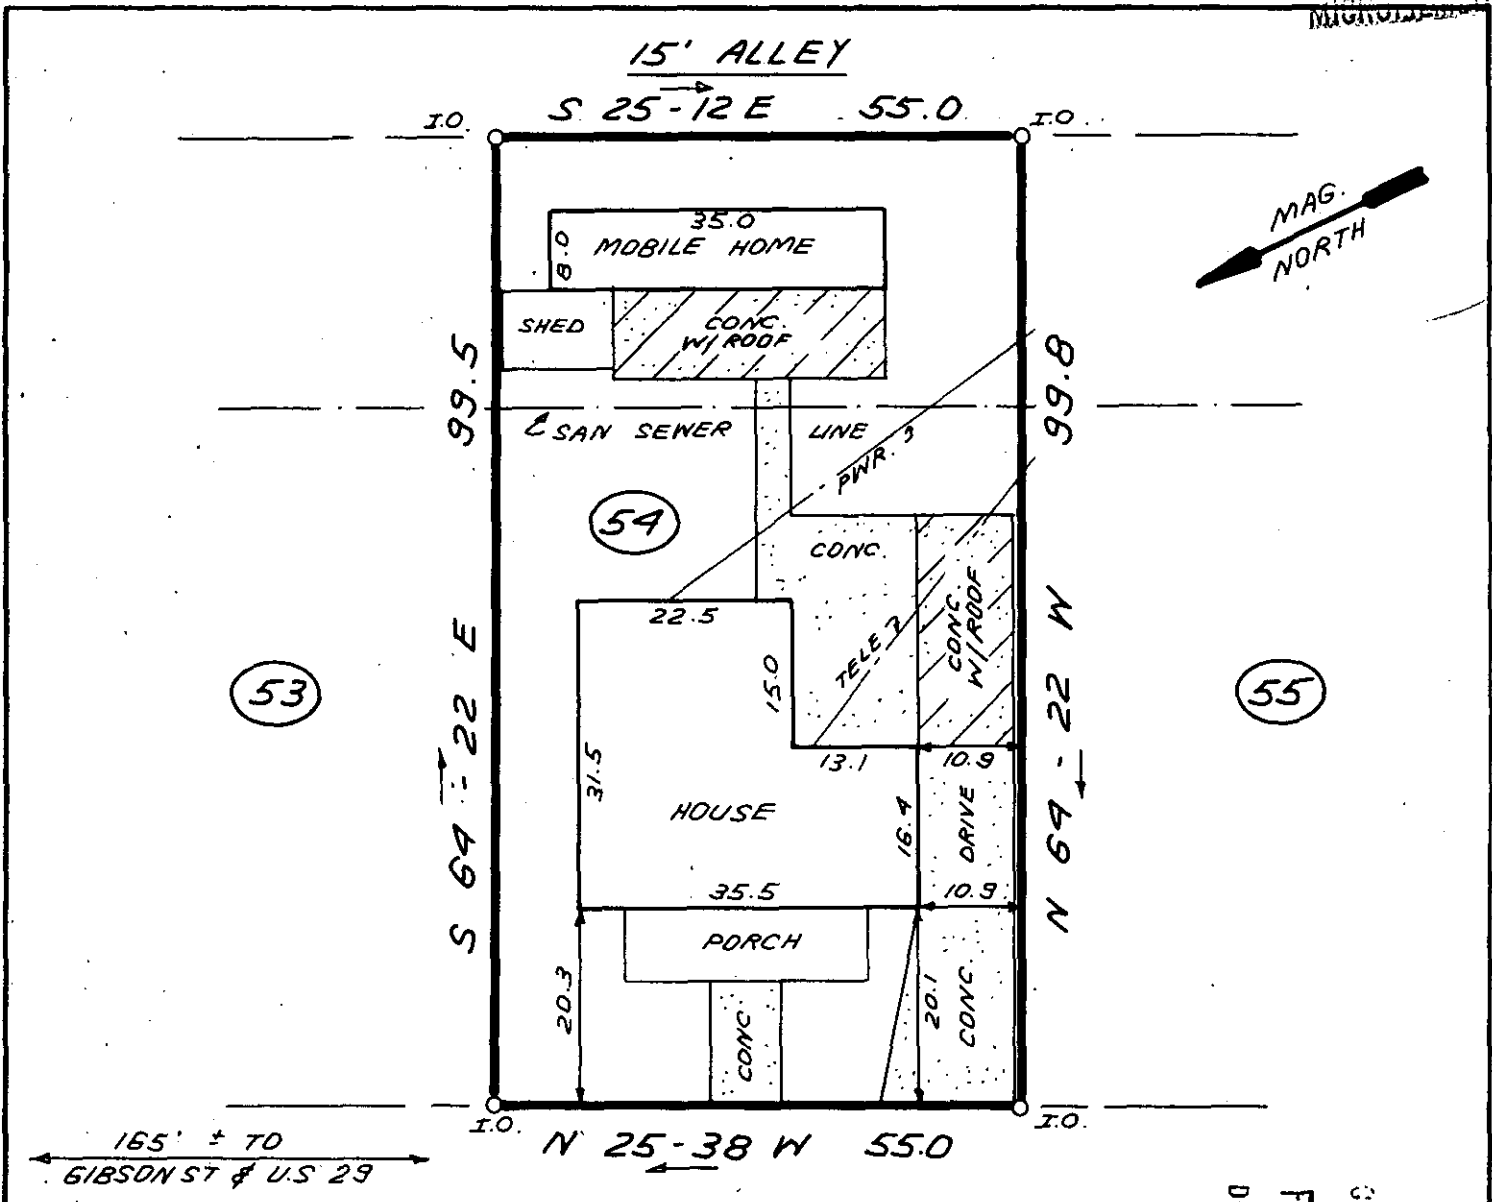 15' ALLEY
S 25-12 E 55.0
I.O.
I.O.
MAG.
NORTH
35.0
8.0
MOBILE HOME
SHED
CONC.
W/ ROOF
99.5
99.8
SAN SEWER LINE
PWR.
54
CONC.
CONC.
W/ROOF
22.5
TELE
15.0
53
55
S 64-22 E
N 64-22 W
31.5
13.1
10.9
HOUSE
16.4
DRIVE
35.5
10.9
PORCH
20.3
20.1
CONC.
CONC.
I.O.
I.O.
N 25-38 W 55.0
165' ± TO
GIBSON ST & U.S 29